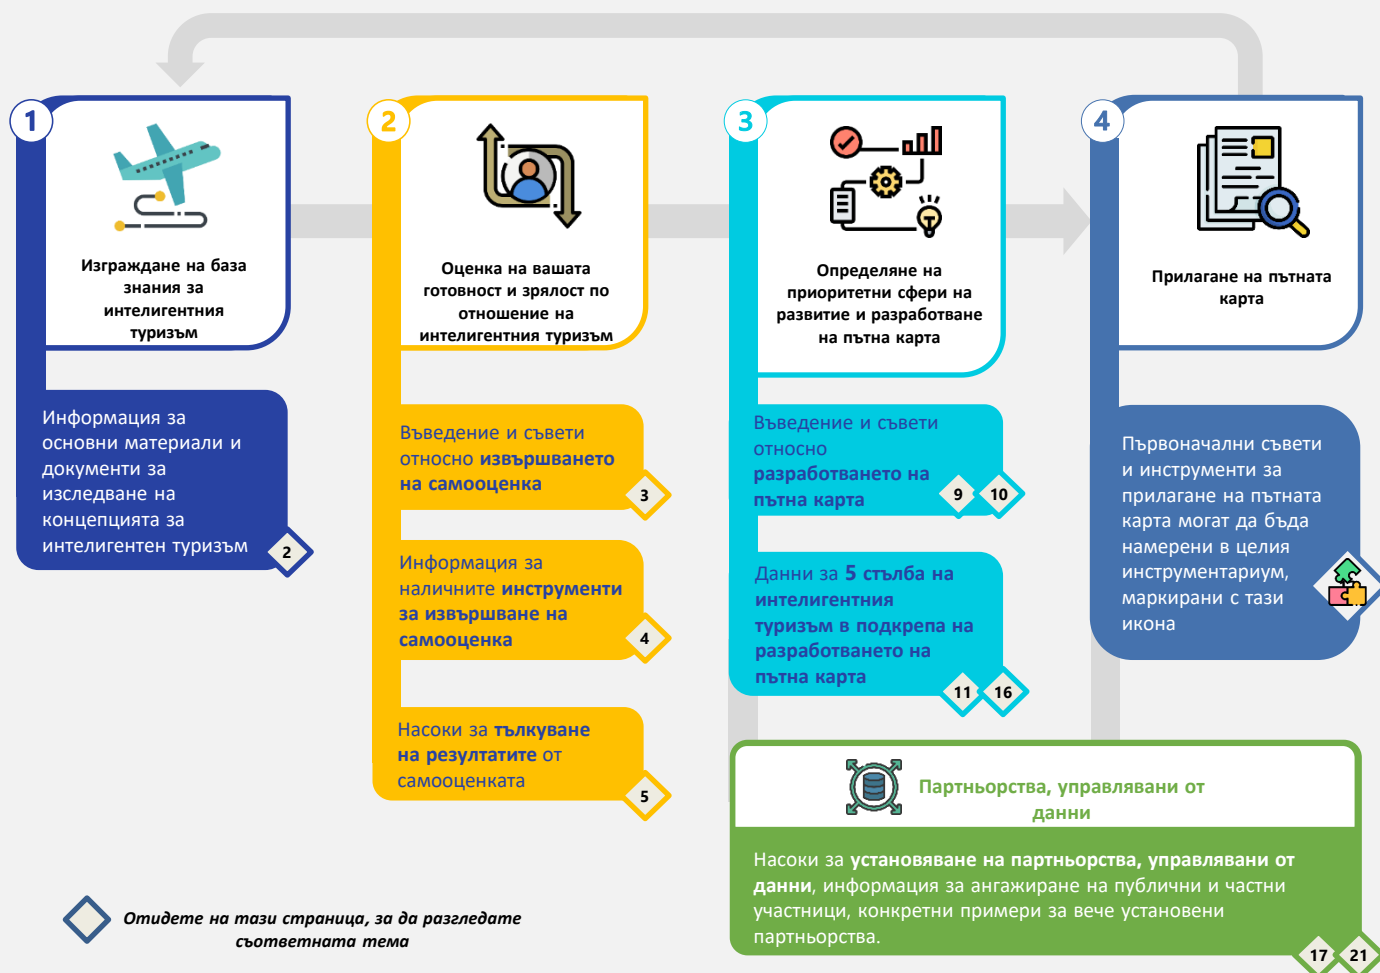 1
Изграждане на база
знания за
интелигентния
туризъм
Информация за
основни материали и
документи за
изследване на
концепцията за
интелигентен туризъм
2
2
Оценка на вашата
готовност и зрялост по
отношение на
интелигентния туризъм
Въведение и съвети
относно извършването
на самооценка
3
Информация за
наличните инструменти
за извършване на
самооценка
4
Насоки за тълкуване
на резултатите от
самооценката
5
3
Определяне на
приоритетни сфери на
развитие и разработване
на пътна карта
Въведение и съвети
относно
разработването на
пътна карта
9 10
Данни за 5 стълба на
интелигентния
туризъм в подкрепа на
разработването на
пътна карта
11 16
4
Прилагане на пътната
карта
Първоначални съвети
и инструменти за
прилагане на пътната
карта могат да бъда
намерени в целия
инструментариум,
маркирани с тази
икона
Партньорства, управлявани от
данни
Насоки за установяване на партньорства, управлявани от
данни, информация за ангажиране на публични и частни
участници, конкретни примери за вече установени
партньорства.
17 21
Отидете на тази страница, за да разгледате
съответната тема